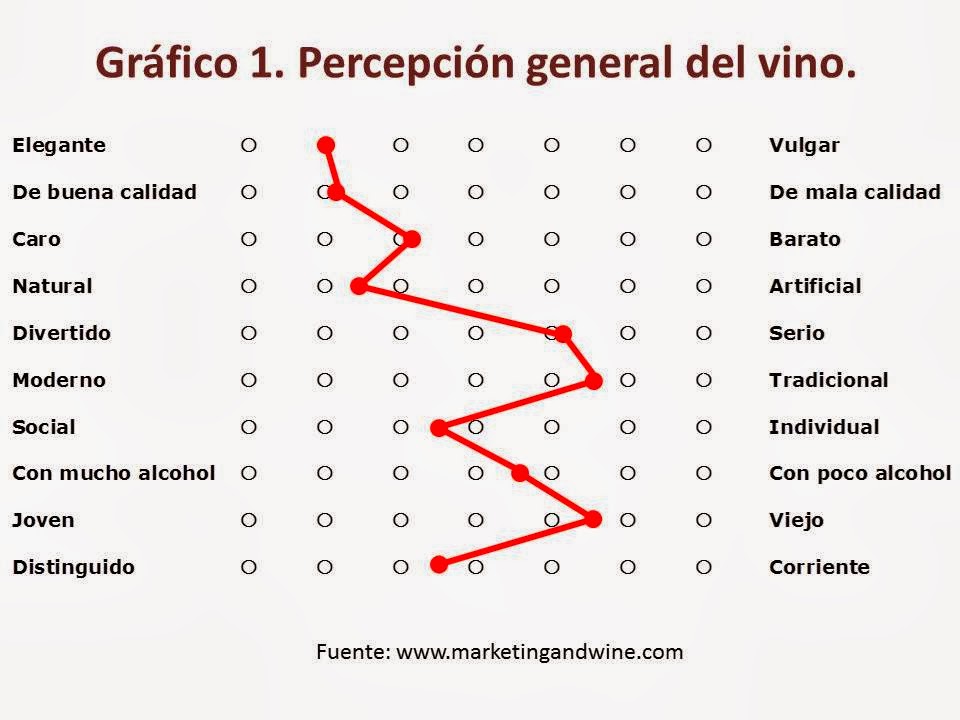 Gráfico 1. Percepción general del vino.
Elegante O O O O O O Vulgar
De buena calidad O O O O O O O De mala calidad
Caro O O O O O O O Barato
Natural O O O O O O O Artificial
Divertido O O O O O O O Serio
Moderno O O O O O O O Tradicional
Social O O O O O O O Individual
Con mucho alcohol O O O O O O O Con poco alcohol
Joven O O O O O O O Viejo
Distinguido O O O O O O O Corriente
Fuente: www.marketingandwine.com